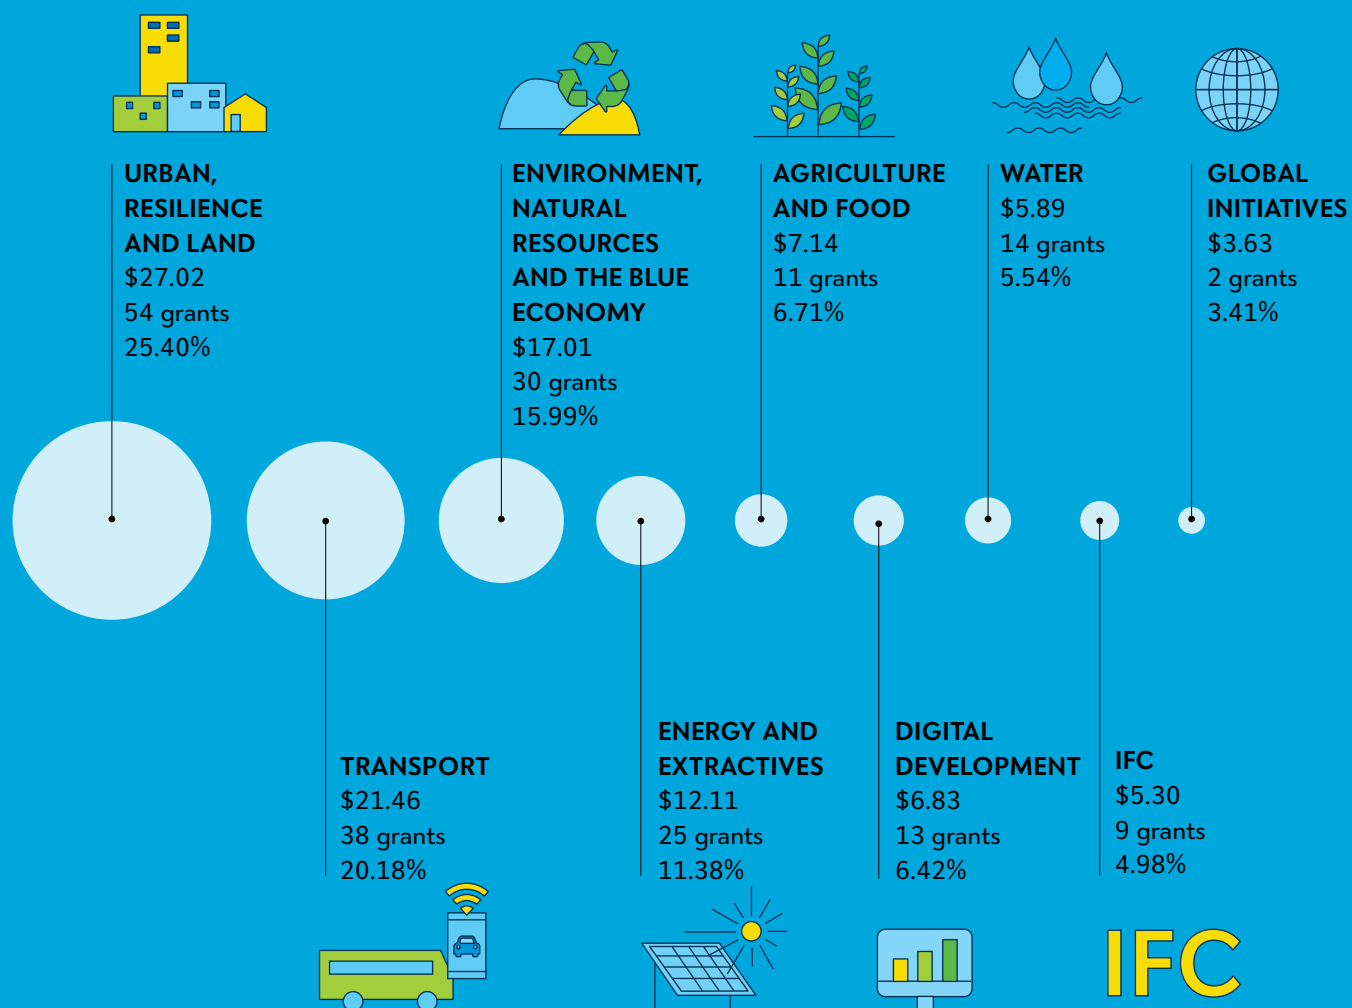 URBAN,
RESILIENCE
AND LAND
$27.02
54 grants
25.40%
ENVIRONMENT,
NATURAL
RESOURCES
AND THE BLUE
ECONOMY
$17.01
30 grants
15.99%
AGRICULTURE
AND FOOD
$7.14
11 grants
6.71%
WATER
$5.89
14 grants
5.54%
GLOBAL
INITIATIVES
$3.63
2 grants
3.41%
TRANSPORT
$21.46
38 grants
20.18%
ENERGY AND
EXTRACTIVES
$12.11
25 grants
11.38%
DIGITAL
DEVELOPMENT
$6.83
13 grants
6.42%
IFC
$5.30
9 grants
4.98%
IFC